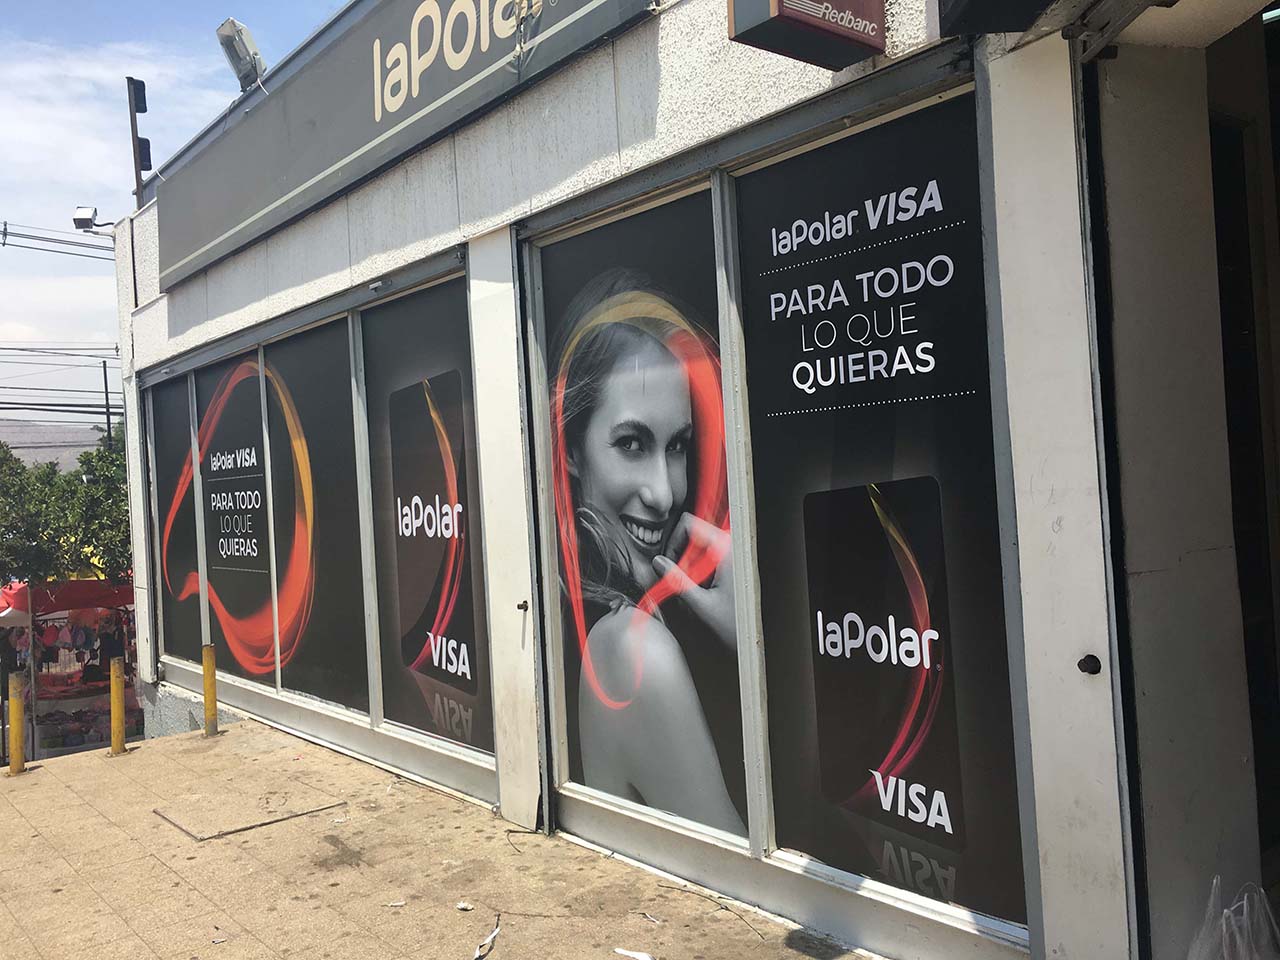 laPolar
Redbanc
laPolar VISA
PARA TODO
LO QUE
QUIERAS
laPolar
VISA
laPolar VISA
PARA TODO
LO QUE
QUIERAS
laPolar
VISA